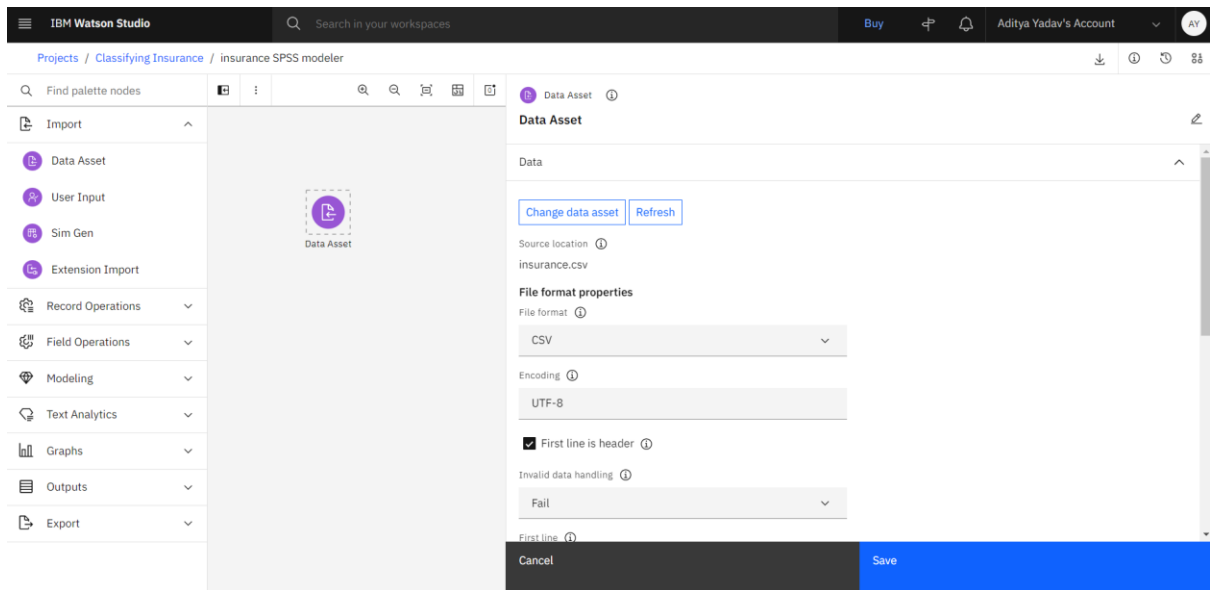 IBM Watson Studio
Search in your workspaces
Buy
Aditya Yadav's Account
AY
Projects / Classifying Insurance / insurance SPSS modeler
Find palette nodes
Import
Data Asset
User Input
Sim Gen
Extension Import
Record Operations
Field Operations
Modeling
Text Analytics
Graphs
Outputs
Export
Data Asset
Data Asset
Data Asset
Data
Change data asset
Refresh
Source location
insurance.csv
File format properties
File format
CSV
Encoding
UTF-8
First line is header
Invalid data handling
Fail
First line
Cancel
Save